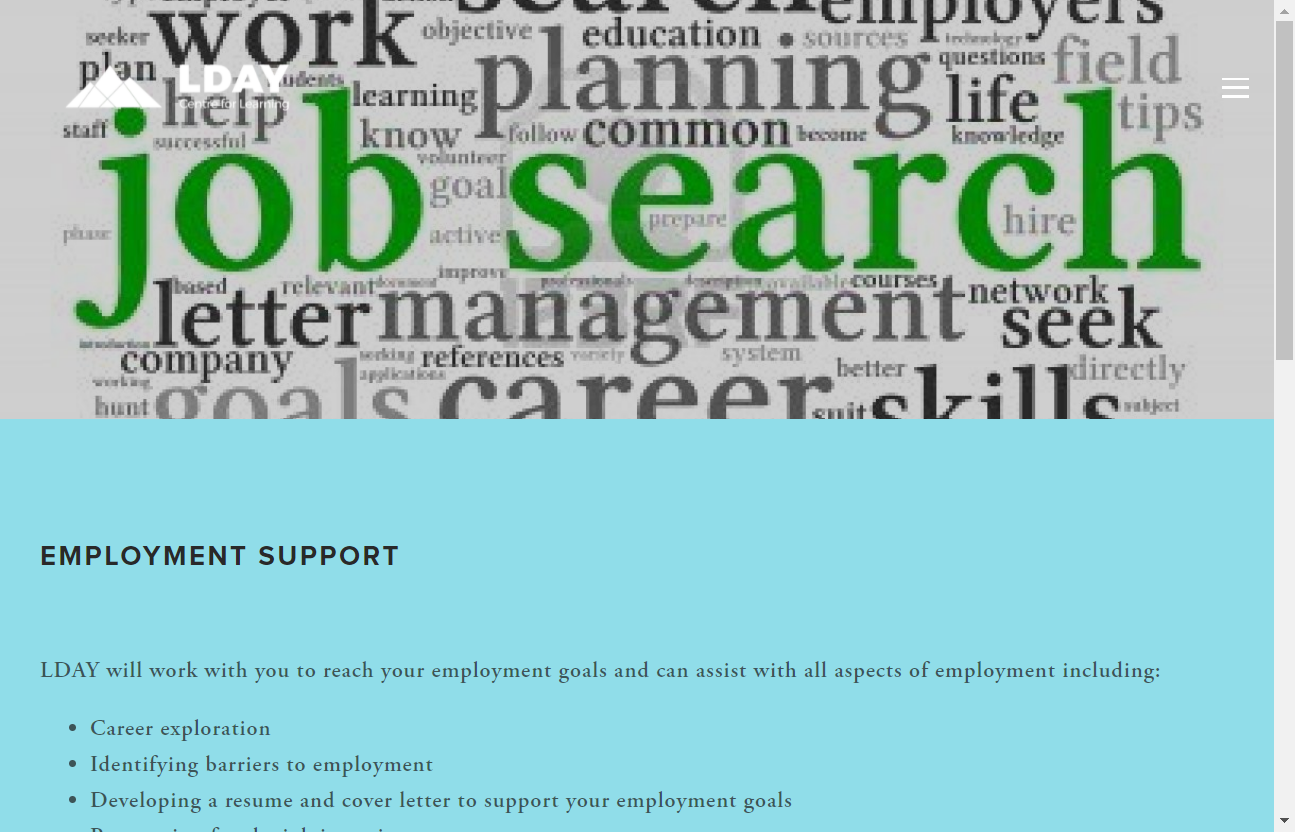 search employers
seeker work objective education sources technology
plan students learning planning questions field
LDAY
Centre for Learning
help life tips
staff successful know follow common become knowledge
volunteer
job search
goal prepare hire
phase active
improve
based relevant document professionals description available courses
letter management network
seek
introduction company seeking references variety system better directly
working applications
hunt goals career suit skills subject
EMPLOYMENT SUPPORT
LDAY will work with you to reach your employment goals and can assist with all aspects of employment including:
• Career exploration
• Identifying barriers to employment
• Developing a resume and cover letter to support your employment goals